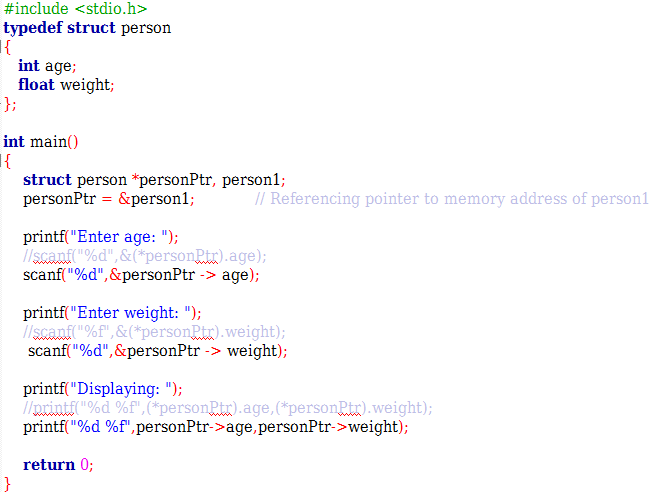 #include <stdio.h>
typedef struct person
{
int age;
float weight;
};
int main()
{
struct person *personPtr, person1;
personPtr = &person1; // Referencing pointer to memory address of person1
printf("Enter age: ");
//scanf("%d",&(*personPtr).age);
scanf("%d",&personPtr -> age);
printf("Enter weight: ");
//scanf("%f",&(*personPtr).weight);
scanf("%d",&personPtr -> weight);
printf("Displaying: ");
//printf("%d %f",(*personPtr).age,(*personPtr).weight);
printf("%d %f",personPtr->age,personPtr->weight);
return 0;
}